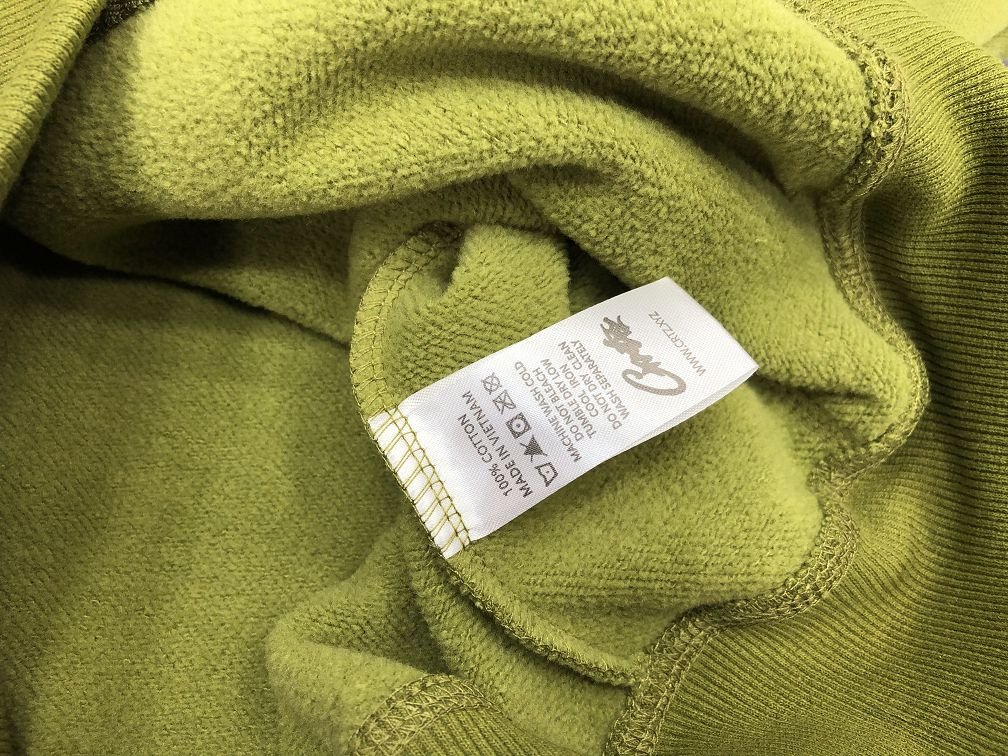 100% COTTON
MADE IN VIETNAM
MACHINE WASH COLD
DO NOT BLEACH
TUMBLE DRY LOW
COOL IRON
DO NOT DRY CLEAN
WASH SEPARATELY
WWW.CRTZ.XYZ